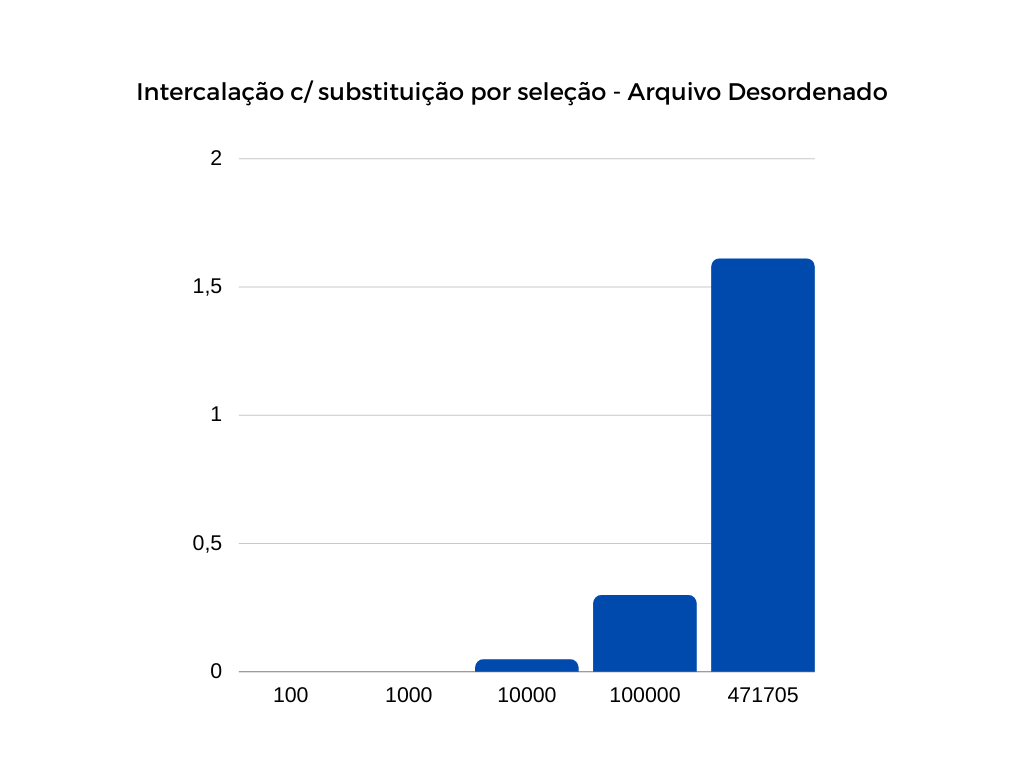 Intercalação c/ substituição por seleção - Arquivo Desordenado
2
1,5
1
0,5
0
100 1000 10000 100000 471705